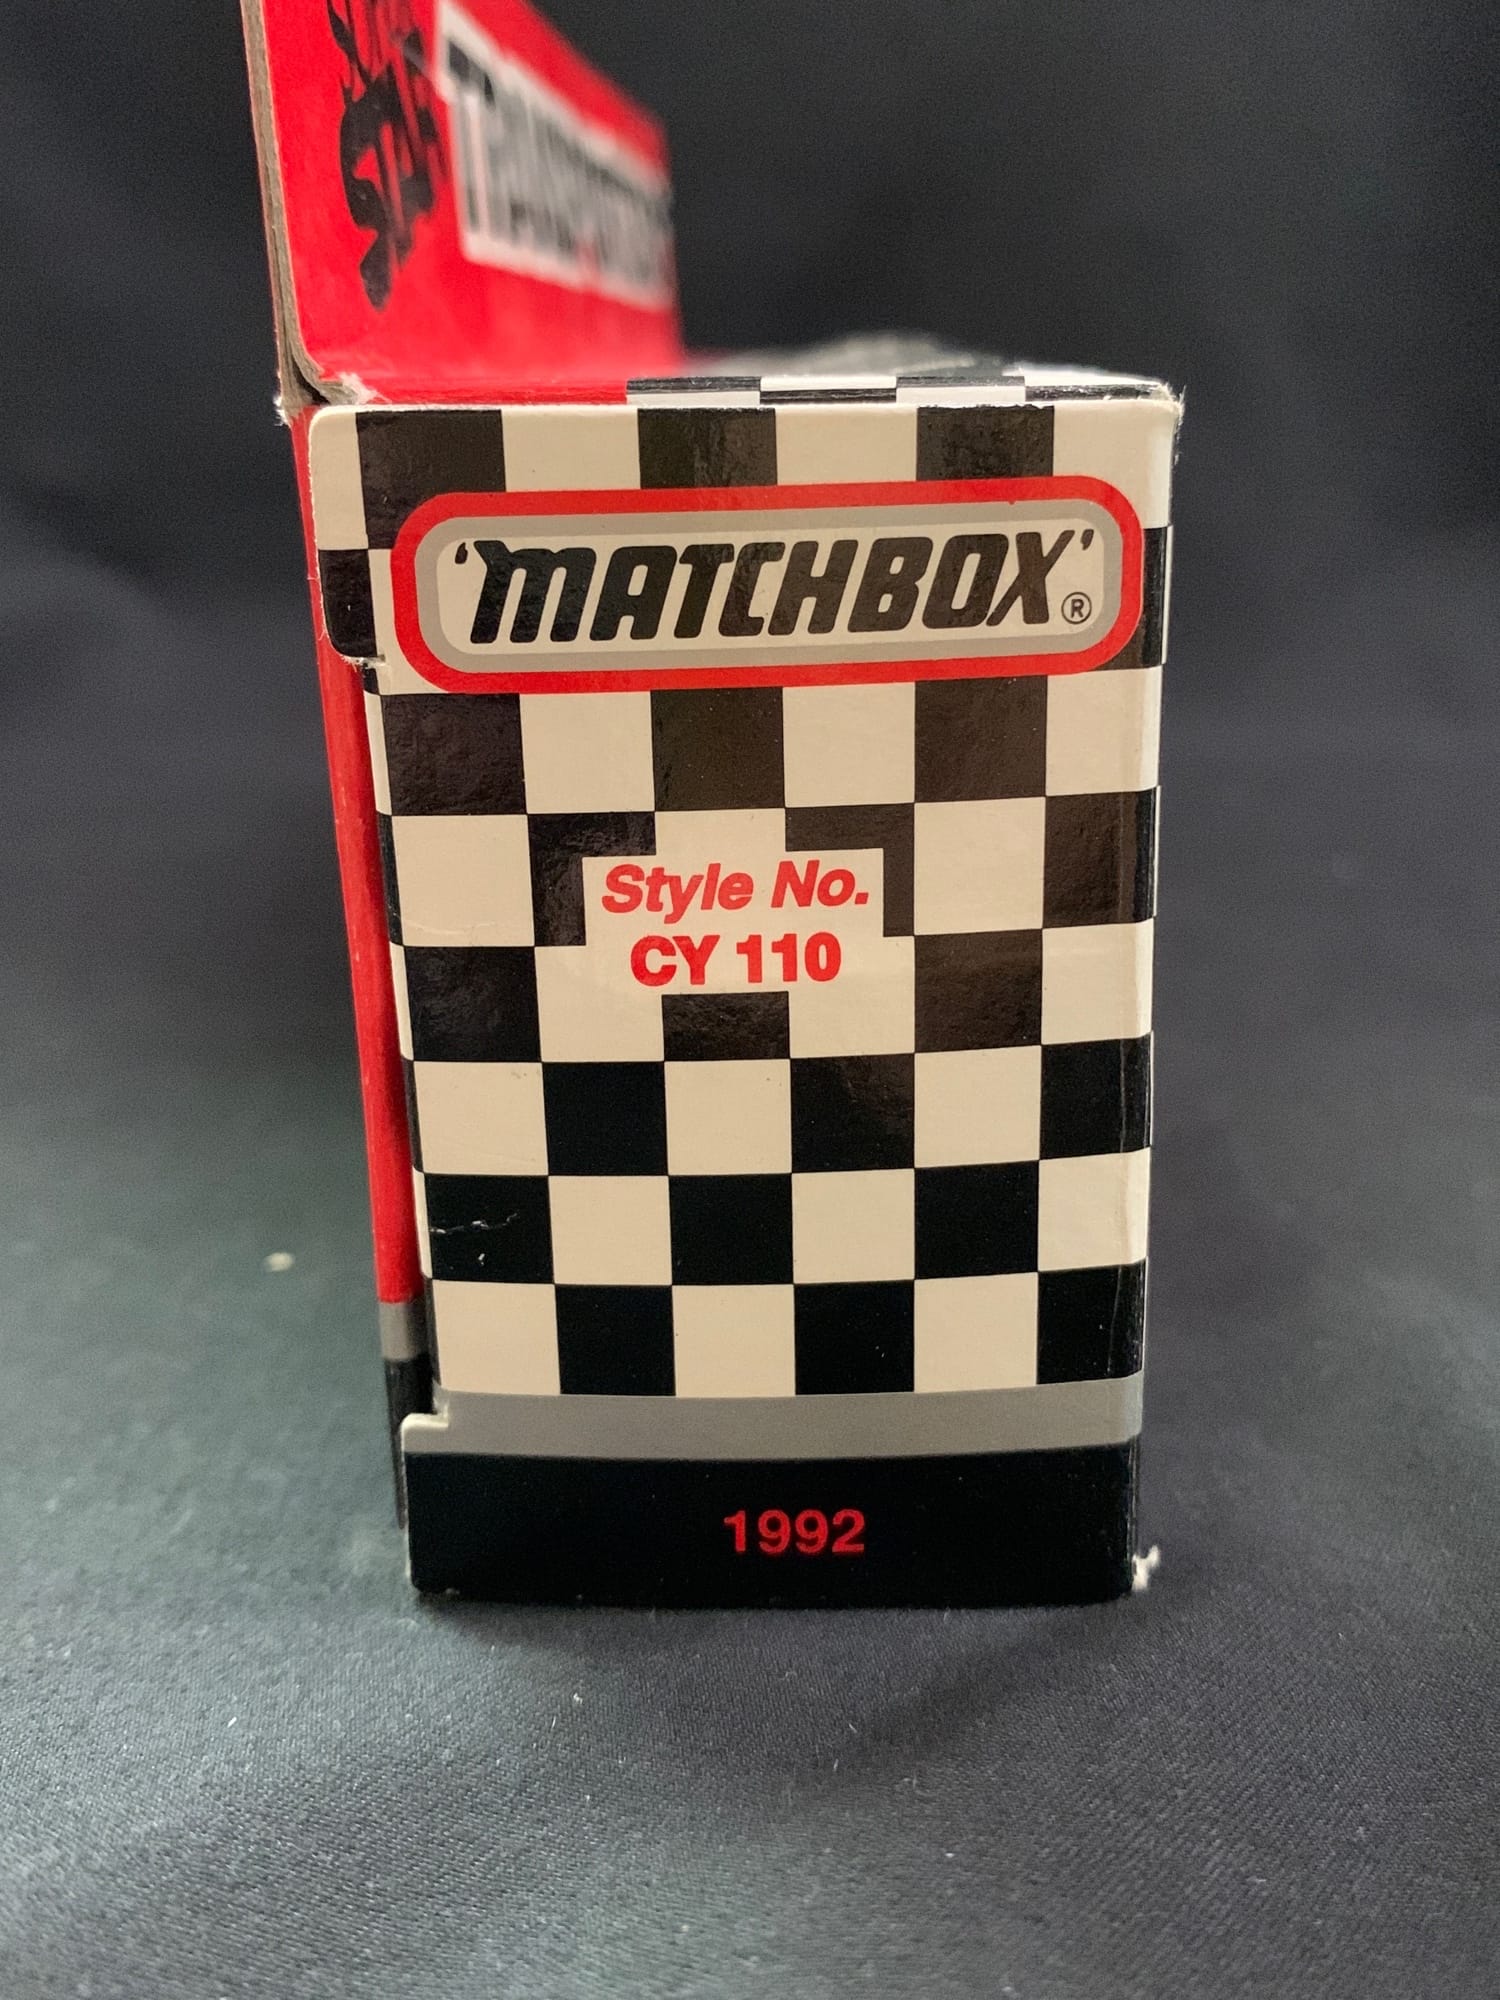 'MATCHBOX'®
Style No.
CY 110
1992